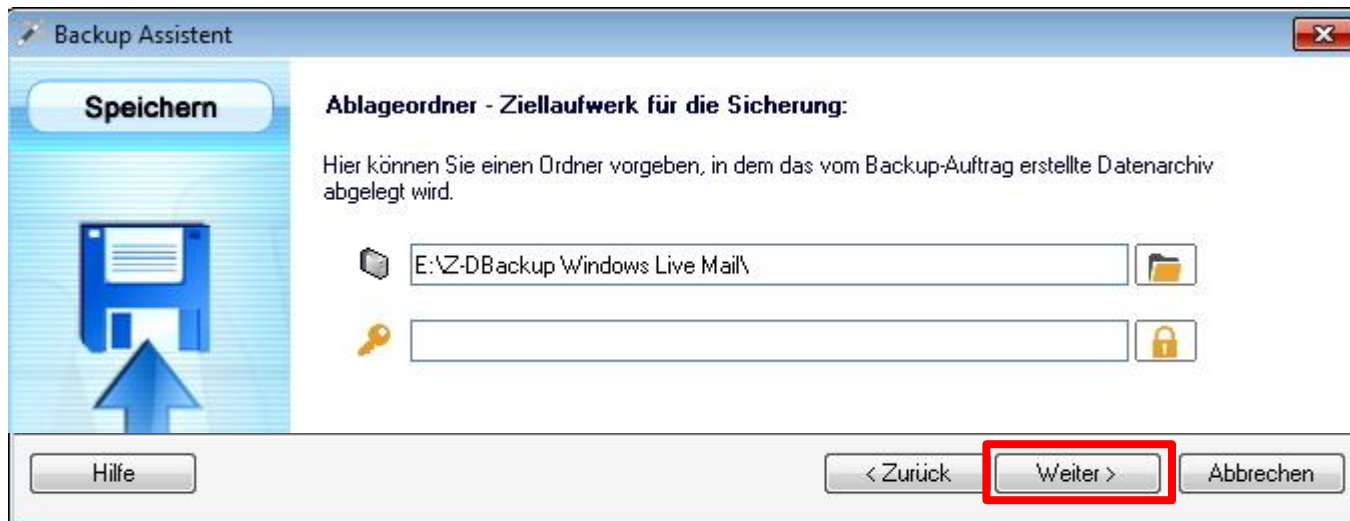 Backup Assistent
Speichern
Ablageordner - Ziellaufwerk für die Sicherung:
Hier können Sie einen Ordner vorgeben, in dem das vom Backup-Auftrag erstellte Datenarchiv
abgelegt wird.
E:\Z-DBackup Windows Live Mail\
Hilfe
< Zurück
Weiter >
Abbrechen